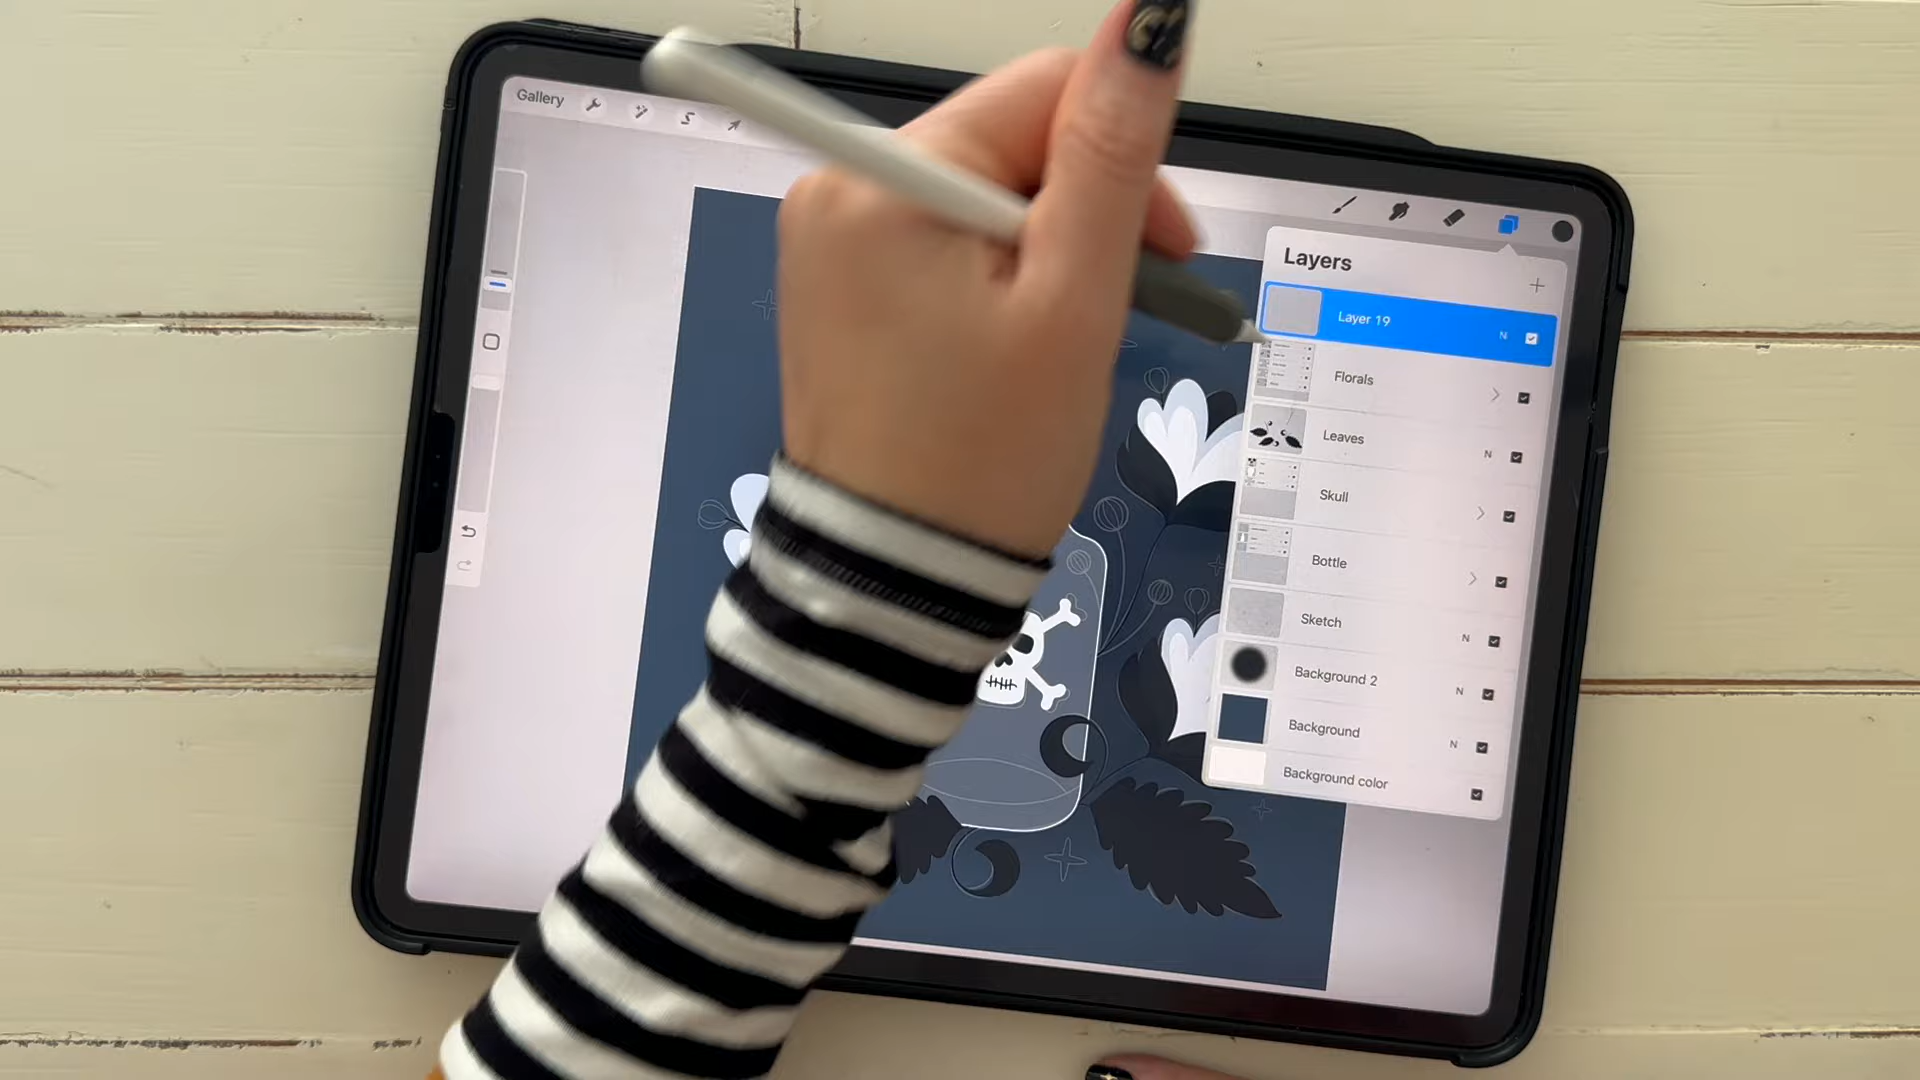 Gallery
Layers
Layer 19 N
Florals
Leaves N
Skull
Bottle
Sketch N
Background 2 N
Background N
Background color